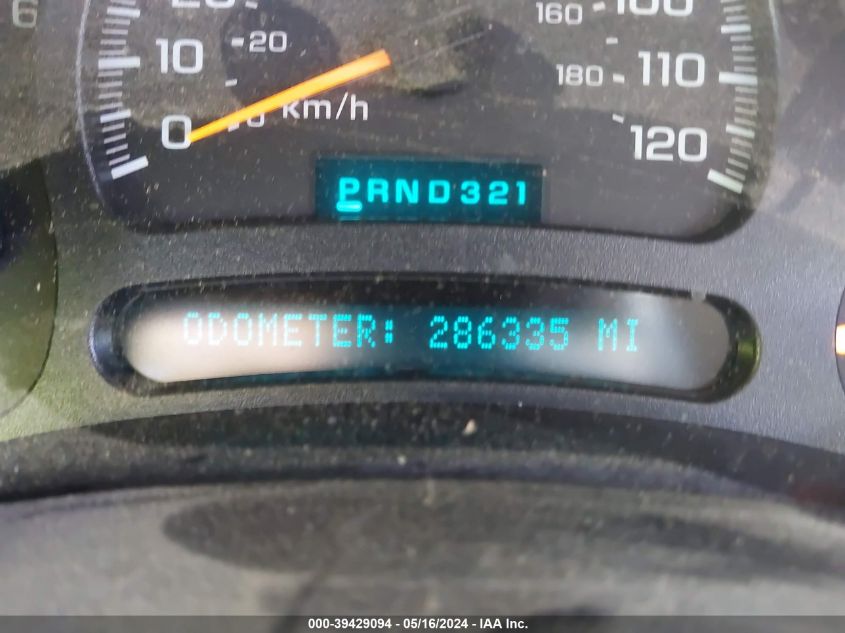 160 100
10 20
180 110
0 0 km/h
120
PRND321
ODOMETER: 286335 MI
000-39429094 - 05/16/2024 - IAA Inc.